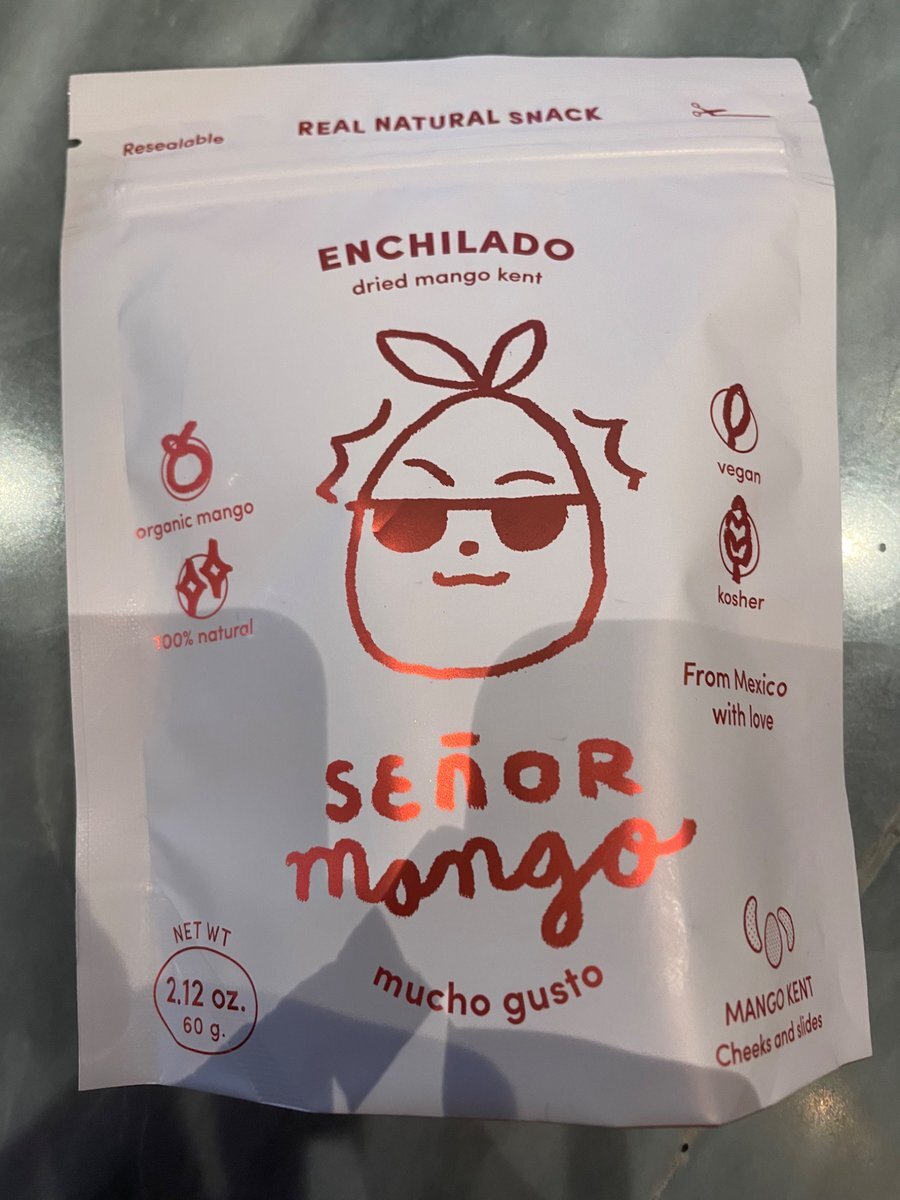 REAL NATURAL SNACK
Resealable
ENCHILADO
dried mango kent
organic mango
100% natural
vegan
kosher
From Mexico
with love
SEÑOR
mango
mucho gusto
NET WT
2.12 oz.
60 g.
MANGO KENT
Cheeks and slides